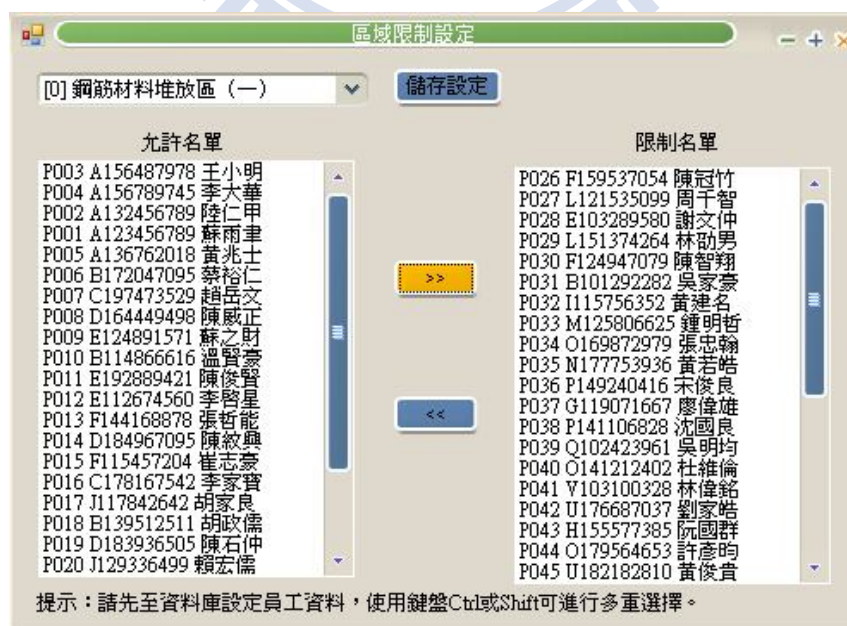 區域限制設定
[0] 鋼筋材料堆放區（一）
儲存設定
允許名單
P003 A156487978 王小明
P004 A156789745 李大華
P002 A132456789 陸仁甲
P001 A123456789 蘇雨聿
P005 A136762018 黃兆士
P006 B172047095 蔡裕仁
P007 C197473529 趙岳文
P008 D164449498 陳威正
P009 E124891571 蘇之財
P010 B114866616 溫賢豪
P011 E192889421 陳俊賢
P012 E112674560 李啓星
P013 F144168878 張哲能
P014 D184967095 陳紋興
P015 F115457204 崔志豪
P016 C178167542 李家寶
P017 J117842642 胡家良
P018 B139512511 胡政儒
P019 D183936505 陳石仲
P020 J129336499 賴宏儒
>>
<<
限制名單
P026 F159537054 陳冠竹
P027 L121535099 周千智
P028 E103289580 謝文仲
P029 L151374264 林劭男
P030 F124947079 陳智翔
P031 B101292282 吳家豪
P032 I115756352 黃建名
P033 M125806625 鍾明哲
P034 O169872979 張忠翰
P035 N177753936 黃若皓
P036 P149240416 宋俊良
P037 G119071667 廖偉雄
P038 P141106828 沈國良
P039 Q102423961 吳明均
P040 O141212402 杜維倫
P041 V103100328 林偉銘
P042 U176687037 劉家皓
P043 H155577385 阮國群
P044 O179564653 許彥昀
P045 U182182810 黃俊貴
提示：請先至資料庫設定員工資料，使用鍵盤Ctrl或Shift可進行多重選擇。